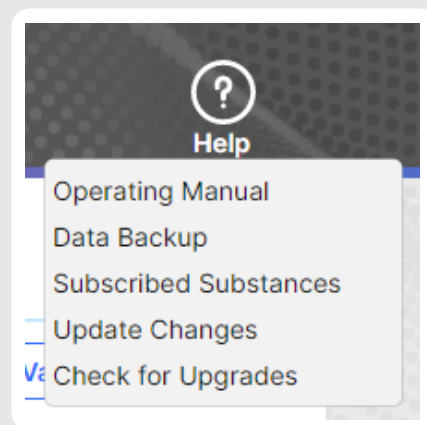 ?
Help
Operating Manual
Data Backup
Subscribed Substances
Update Changes
Check for Upgrades